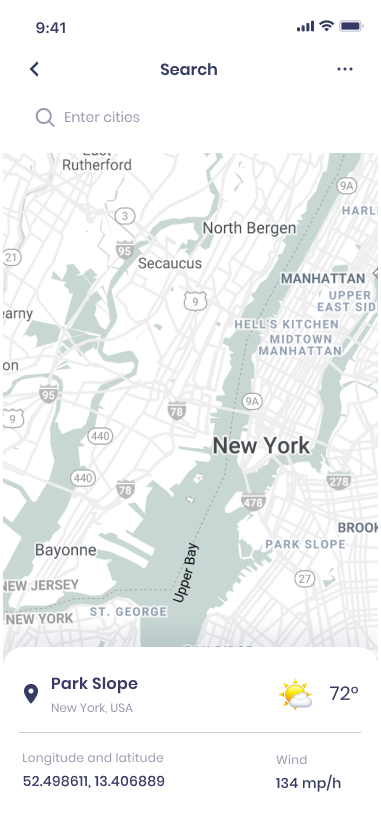 9:41
Search
Enter cities
Rutherford
9A
3
HARL
North Bergen
95
21
Secaucus
MANHATTAN
9
UPPER
EAST SID
earny
HELL'S KITCHEN
MIDTOWN
MANHATTAN
on
95
9A
78
9
440
New York
440
278
78
478
BROOK
PARK SLOPE
Bayonne
Upper Bay
27
NEW JERSEY
NEW YORK
ST. GEORGE
Park Slope
72°
New York, USA
Longitude and latitude
Wind
52.498611, 13.406889
134 mp/h